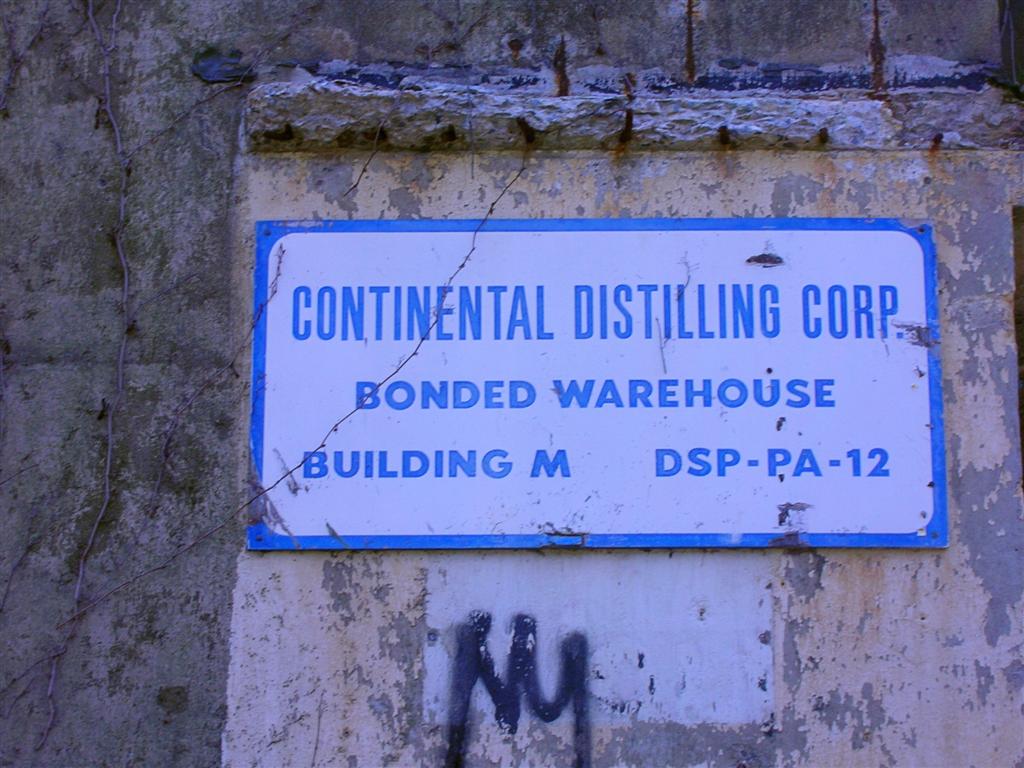 CONTINENTAL DISTILLING CORP.
BONDED WAREHOUSE
BUILDING M DSP-PA-12